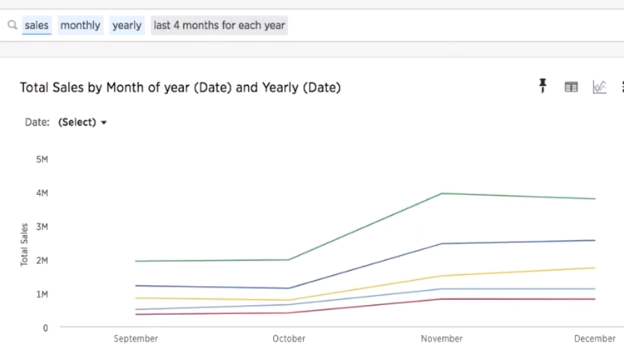 sales monthly yearly last 4 months for each year
Total Sales by Month of year (Date) and Yearly (Date)
Date: (Select)
5M
4M
3M
2M
1M
0
Total Sales
September October November December